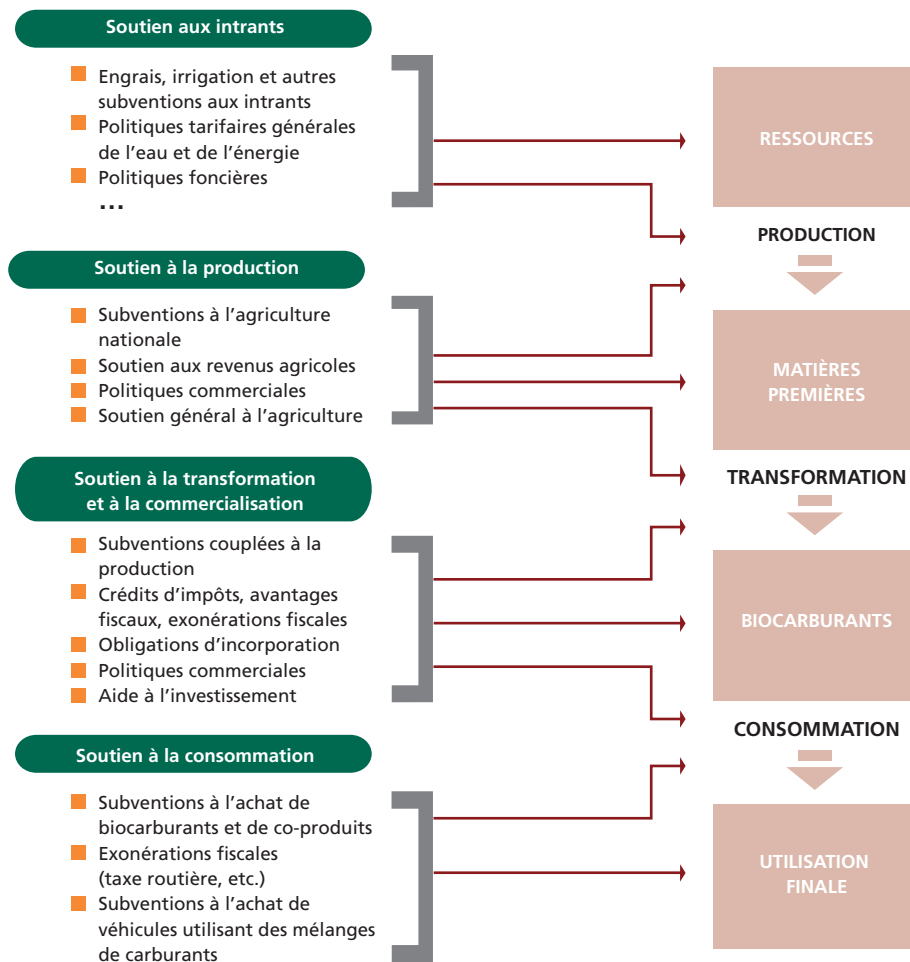 Soutien aux intrants
Engrais, irrigation et autres
subventions aux intrants
Politiques tarifaires générales
de l'eau et de l'énergie
Politiques foncières
...
RESSOURCES
PRODUCTION
Soutien à la production
Subventions à l'agriculture
nationale
Soutien aux revenus agricoles
Politiques commerciales
Soutien général à l'agriculture
MATIÈRES
PREMIÈRES
TRANSFORMATION
Soutien à la transformation
et à la commercialisation
Subventions couplées à la
production
Crédits d'impôts, avantages
fiscaux, exonérations fiscales
Obligations d'incorporation
Politiques commerciales
Aide à l'investissement
BIOCARBURANTS
CONSOMMATION
Soutien à la consommation
Subventions à l'achat de
biocarburants et de co-produits
Exonérations fiscales
(taxe routière, etc.)
Subventions à l'achat de
véhicules utilisant des mélanges
de carburants
UTILISATION
FINALE